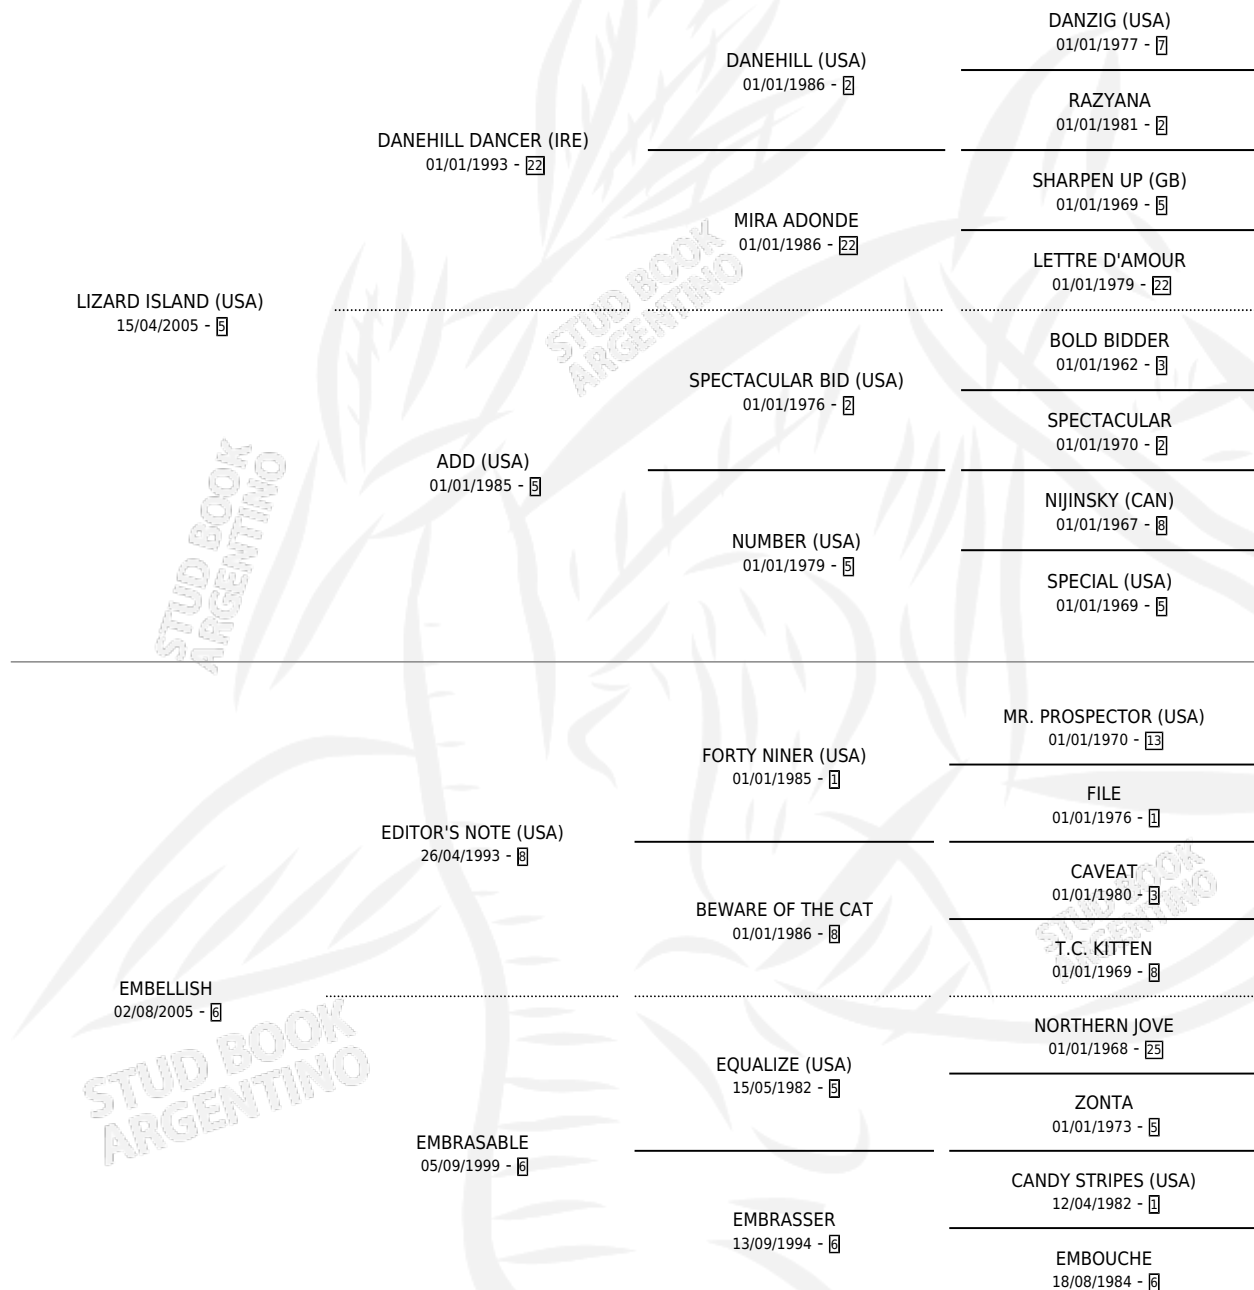 DANZIG (USA)
01/01/1977 - 7
DANEHILL (USA)
01/01/1986 - 2
RAZYANA
01/01/1981 - 2
DANEHILL DANCER (IRE)
01/01/1993 - 22
SHARPEN UP (GB)
01/01/1969 - 5
MIRA ADONDE
01/01/1986 - 22
LETTRE D'AMOUR
01/01/1979 - 22
LIZARD ISLAND (USA)
15/04/2005 - 5
BOLD BIDDER
01/01/1962 - 3
SPECTACULAR BID (USA)
01/01/1976 - 2
SPECTACULAR
01/01/1970 - 2
ADD (USA)
01/01/1985 - 5
NIJINSKY (CAN)
01/01/1967 - 8
NUMBER (USA)
01/01/1979 - 5
SPECIAL (USA)
01/01/1969 - 5
STUD BOOK
ARGENTINO
STUD BOOK
ARGENTINO
MR. PROSPECTOR (USA)
01/01/1970 - 13
FORTY NINER (USA)
01/01/1985 - 1
FILE
01/01/1976 - 1
EDITOR'S NOTE (USA)
26/04/1993 - 8
CAVEAT
01/01/1980 - 3
BEWARE OF THE CAT
01/01/1986 - 8
T.C. KITTEN
01/01/1969 - 8
EMBELLISH
02/08/2005 - 6
NORTHERN JOVE
01/01/1968 - 25
EQUALIZE (USA)
15/05/1982 - 5
ZONTA
01/01/1973 - 5
EMBRASABLE
05/09/1999 - 6
CANDY STRIPES (USA)
12/04/1982 - 1
EMBRASSER
13/09/1994 - 6
EMBOUCHE
18/08/1984 - 6
STUD BOOK
ARGENTINO
STUD BOOK
ARGENTINO